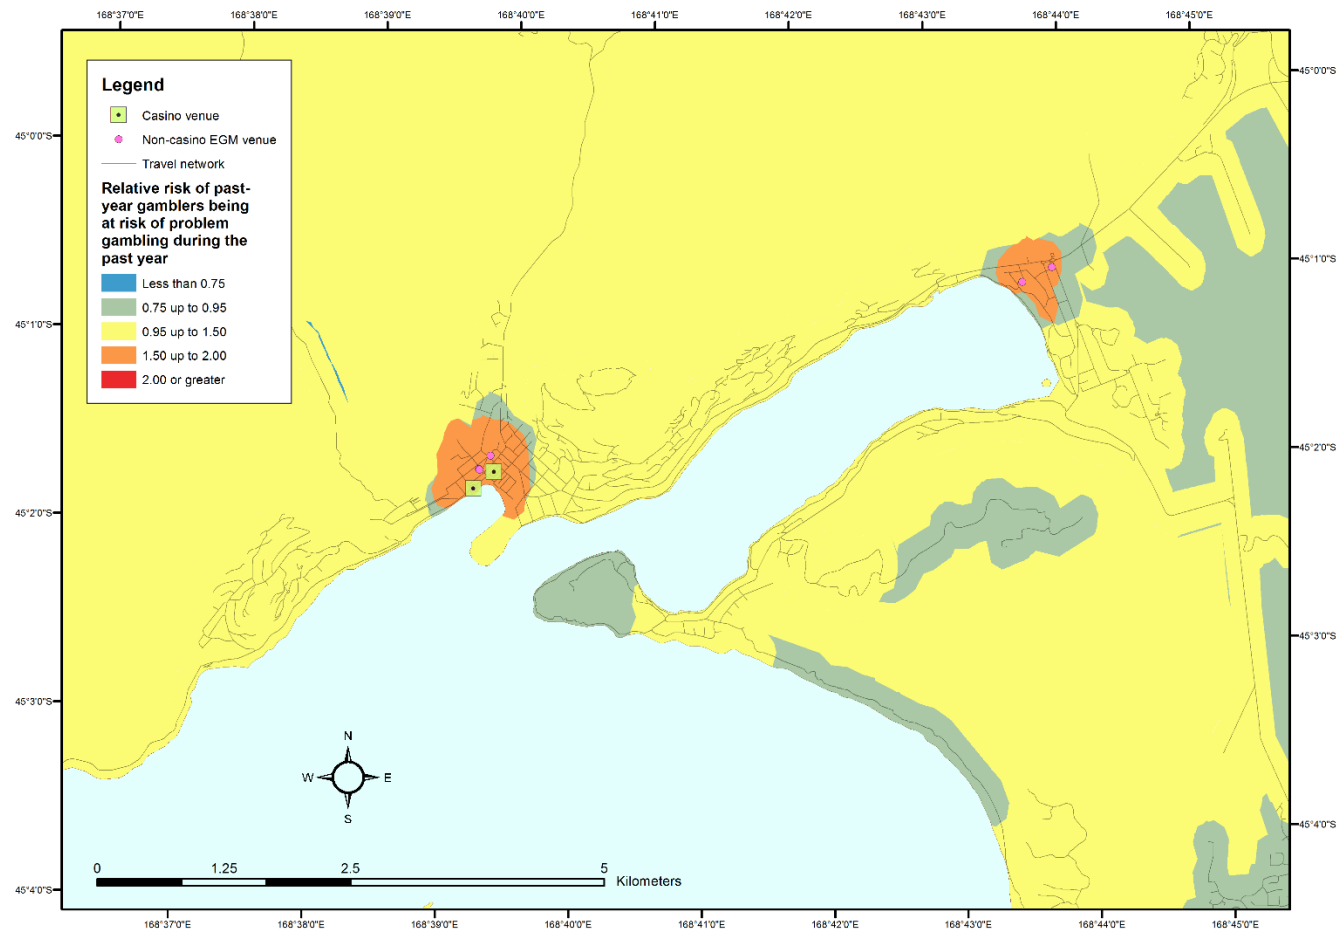 168°37'0"E 168°38'0"E 168°39'0"E 168°40'0"E 168°41'0"E 168°42'0"E 168°43'0"E 168°44'0"E 168°45'0"E
45°0'0"S
45°0'0"S
45°1'0"S
45°1'0"S
45°2'0"S
45°2'0"S
45°3'0"S
45°3'0"S
45°4'0"S
45°4'0"S
Legend
Casino venue
Non-casino EGM venue
Travel network
Relative risk of past-
year gamblers being
at risk of problem
gambling during the
past year
Less than 0.75
0.75 up to 0.95
0.95 up to 1.50
1.50 up to 2.00
2.00 or greater
N
W E
S
0 1.25 2.5 5
Kilometers
168°37'0"E 168°38'0"E 168°39'0"E 168°40'0"E 168°41'0"E 168°42'0"E 168°43'0"E 168°44'0"E 168°45'0"E